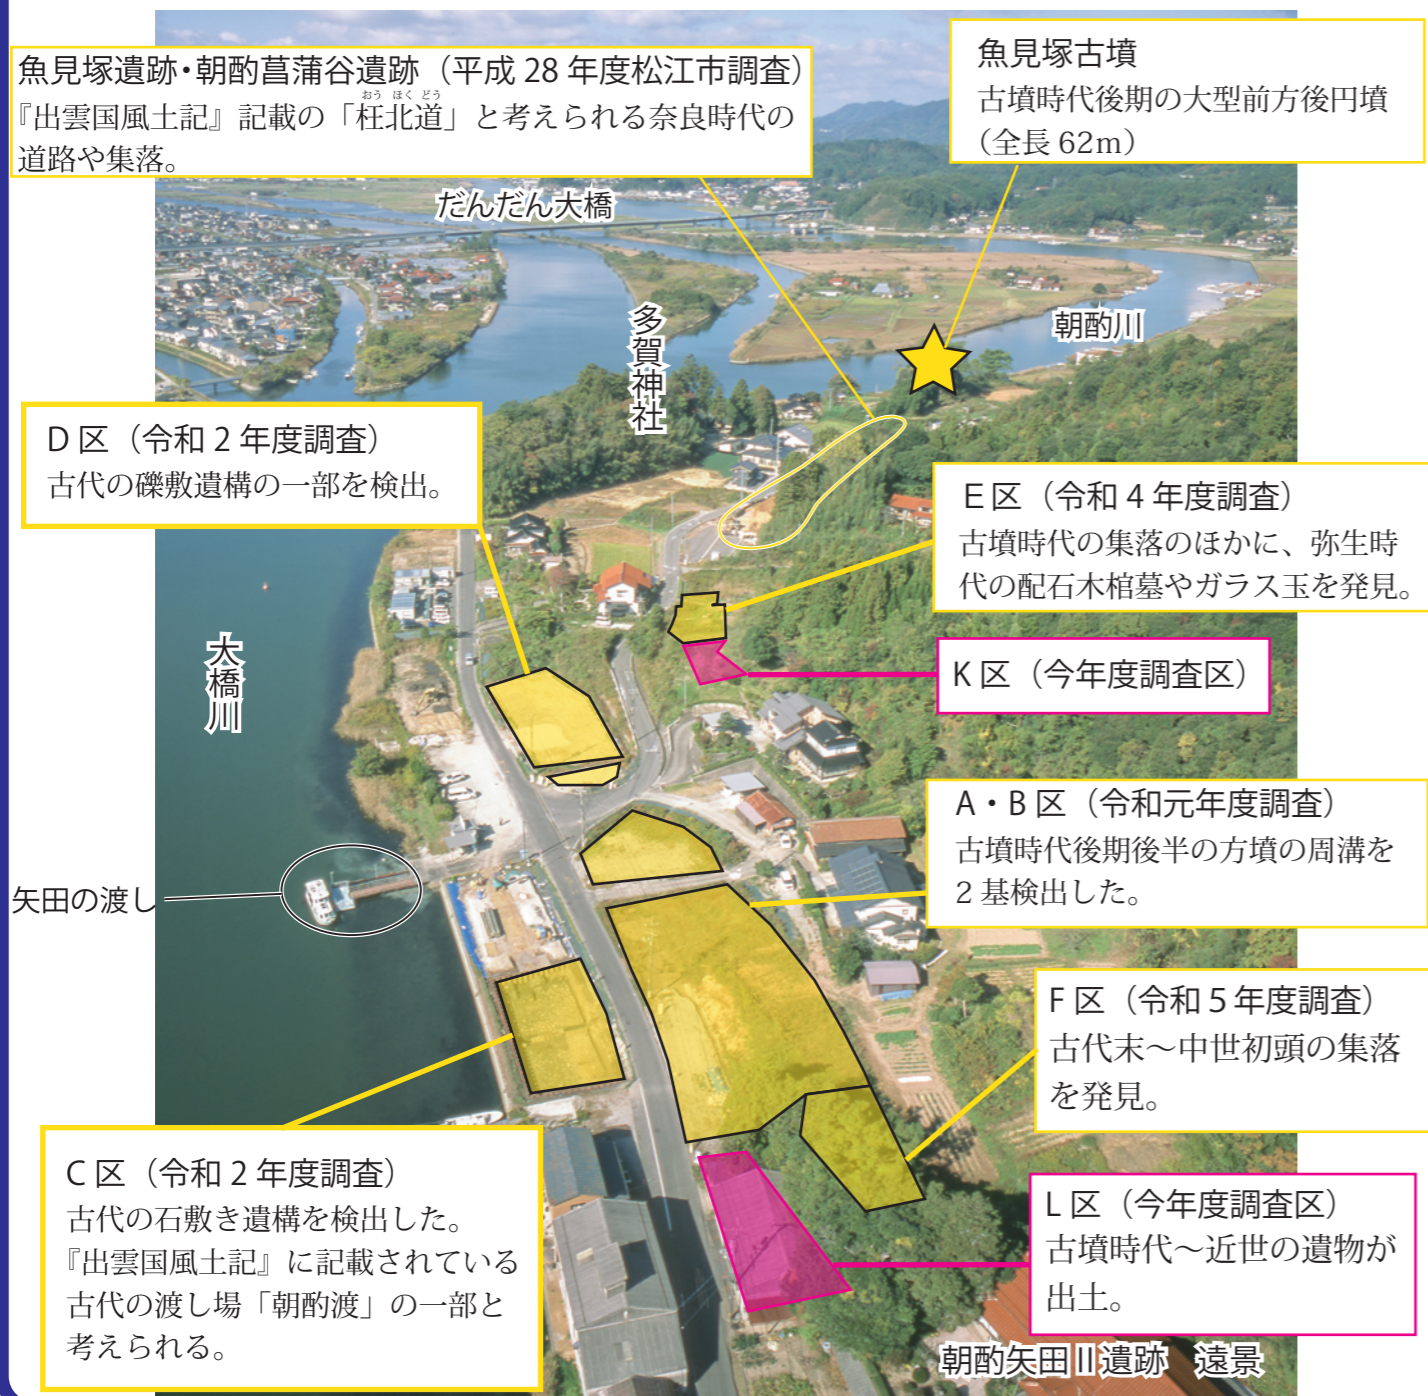 魚見塚遺跡・朝酌菖蒲谷遺跡（平成 28 年度松江市調査）
『出雲国風土記』記載の「枉北道」と考えられる奈良時代の
おう ほく どう
道路や集落。
魚見塚古墳
古墳時代後期の大型前方後円墳
（全長 62m）
だんだん大橋
多賀神社
朝酌川
D 区（令和 2 年度調査）
古代の礫敷遺構の一部を検出。
E 区（令和 4 年度調査）
古墳時代の集落のほかに、弥生時
代の配石木棺墓やガラス玉を発見。
大橋川
K 区（今年度調査区）
A・B 区（令和元年度調査）
古墳時代後期後半の方墳の周溝を
2 基検出した。
矢田の渡し
F 区（令和 5 年度調査）
古代末～中世初頭の集落
を発見。
C 区（令和 2 年度調査）
古代の石敷き遺構を検出した。
『出雲国風土記』に記載されている
古代の渡し場「朝酌渡」の一部と
考えられる。
L 区（今年度調査区）
古墳時代～近世の遺物が
出土。
朝酌矢田Ⅱ遺跡　遠景